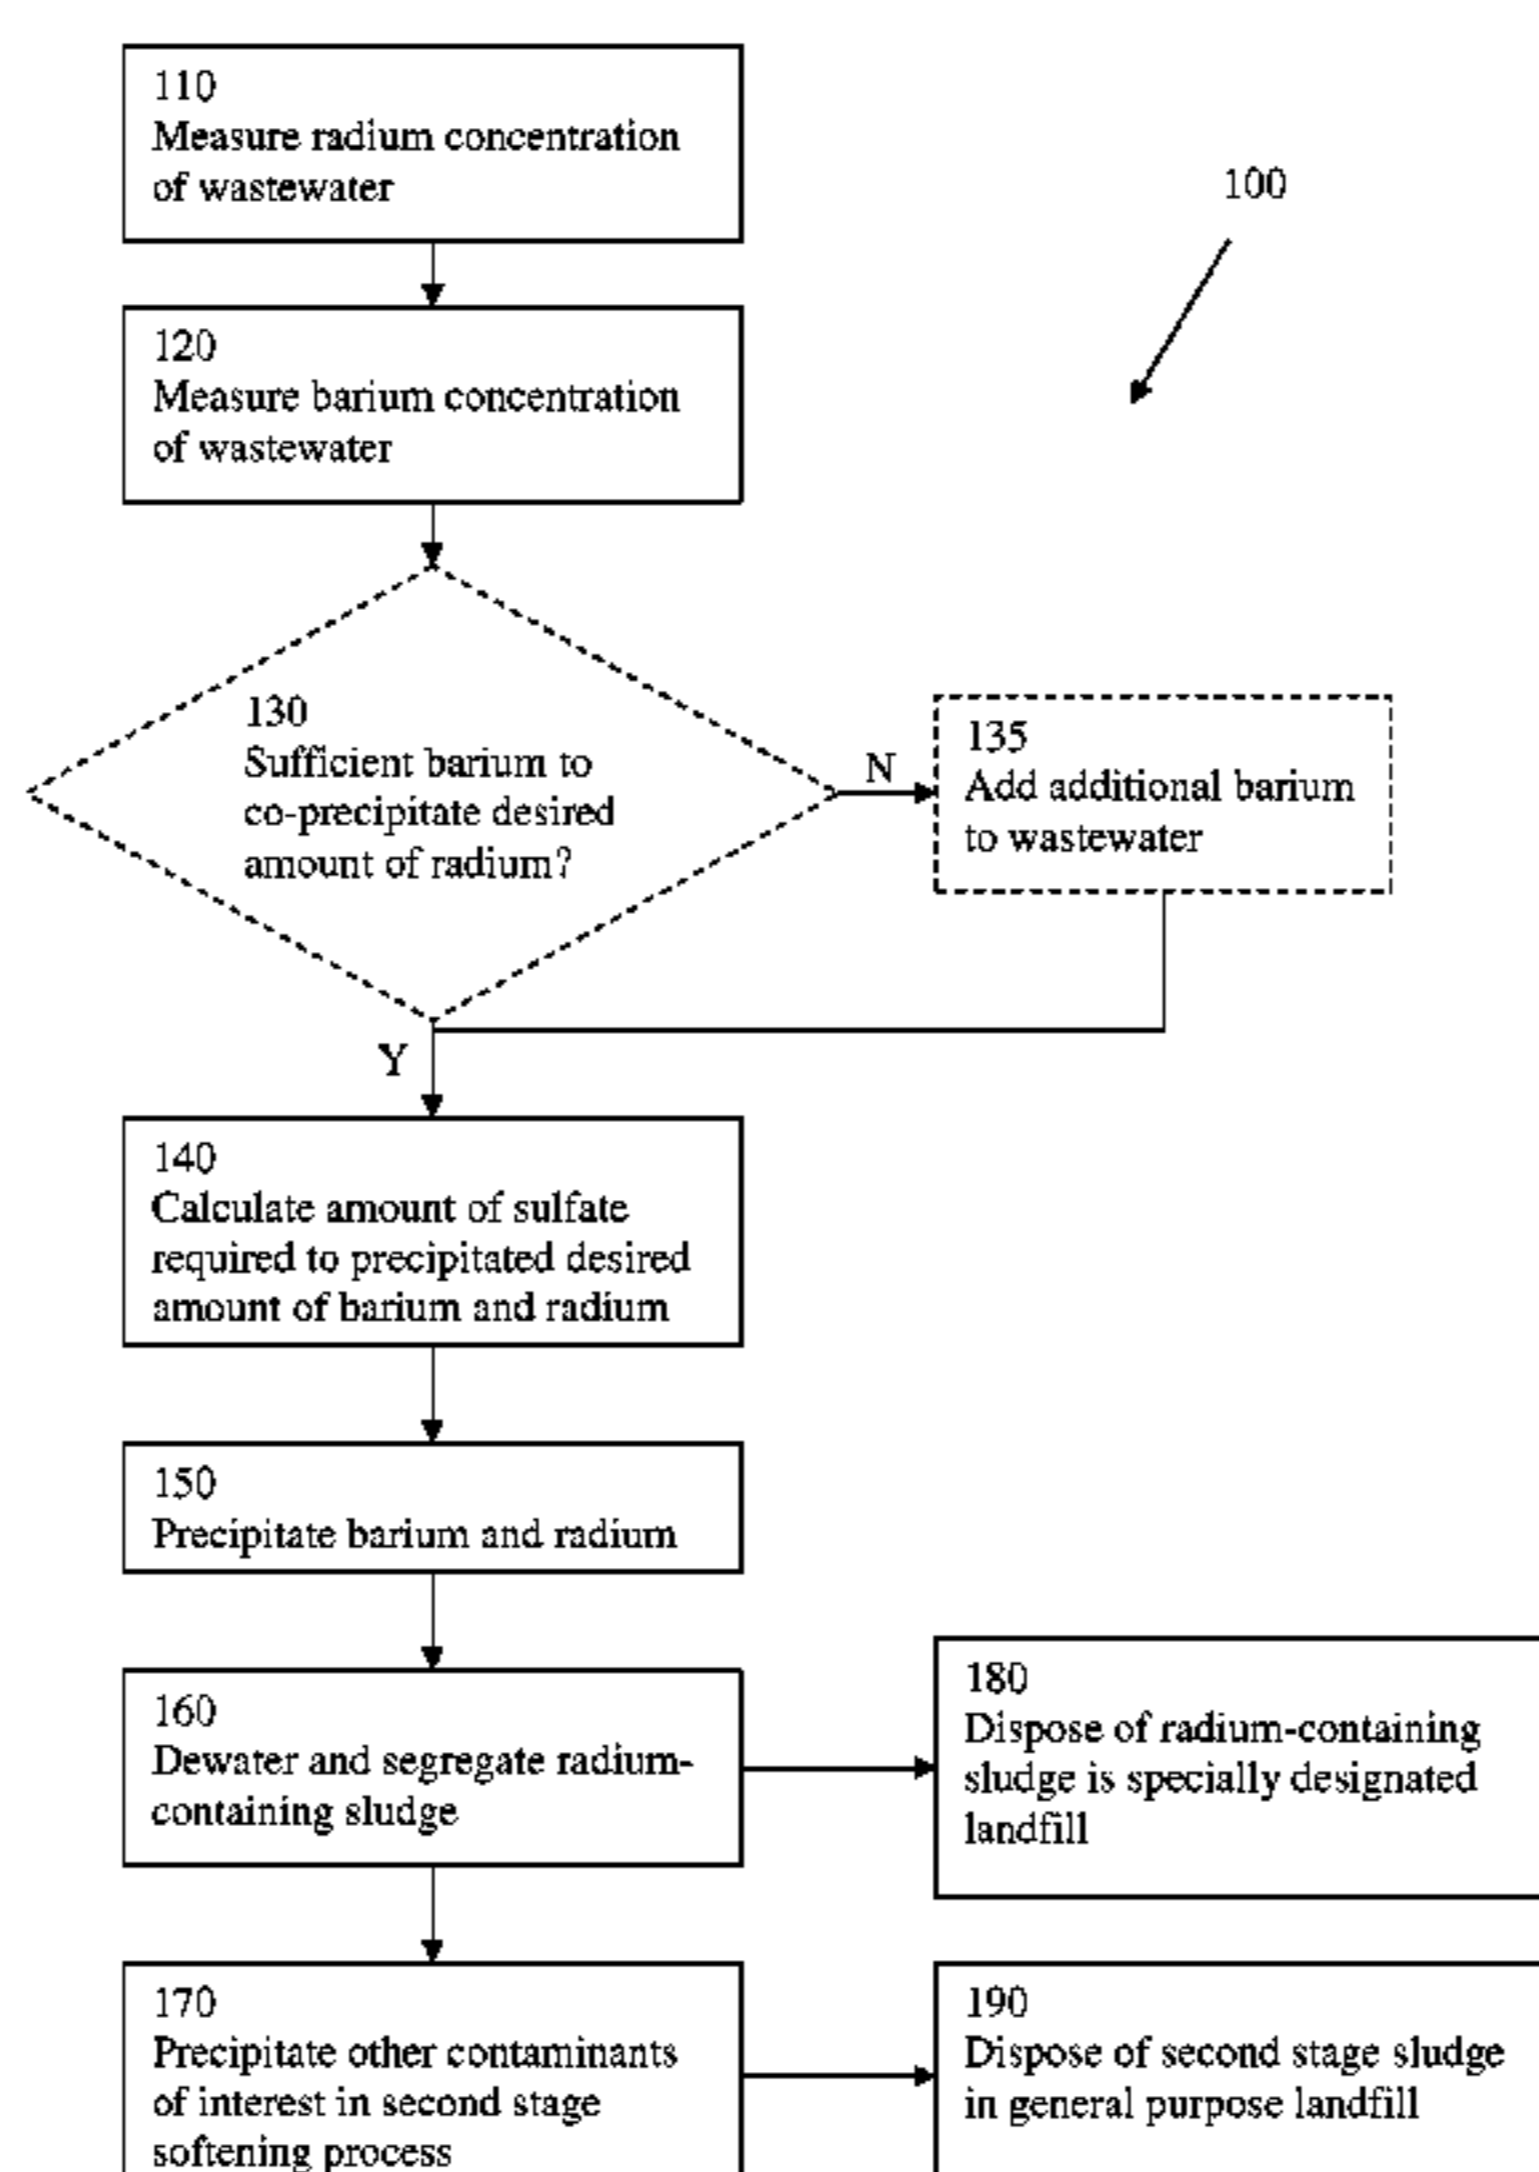 110
Measure radium concentration
of wastewater
100
120
Measure barium concentration
of wastewater
130
Sufficient barium to
co-precipitate desired
amount of radium?
N
135
Add additional barium
to wastewater
Y
140
Calculate amount of sulfate
required to precipitated desired
amount of barium and radium
150
Precipitate barium and radium
160
Dewater and segregate radium-
containing sludge
180
Dispose of radium-containing
sludge is specially designated
landfill
170
Precipitate other contaminants
of interest in second stage
softening process
190
Dispose of second stage sludge
in general purpose landfill